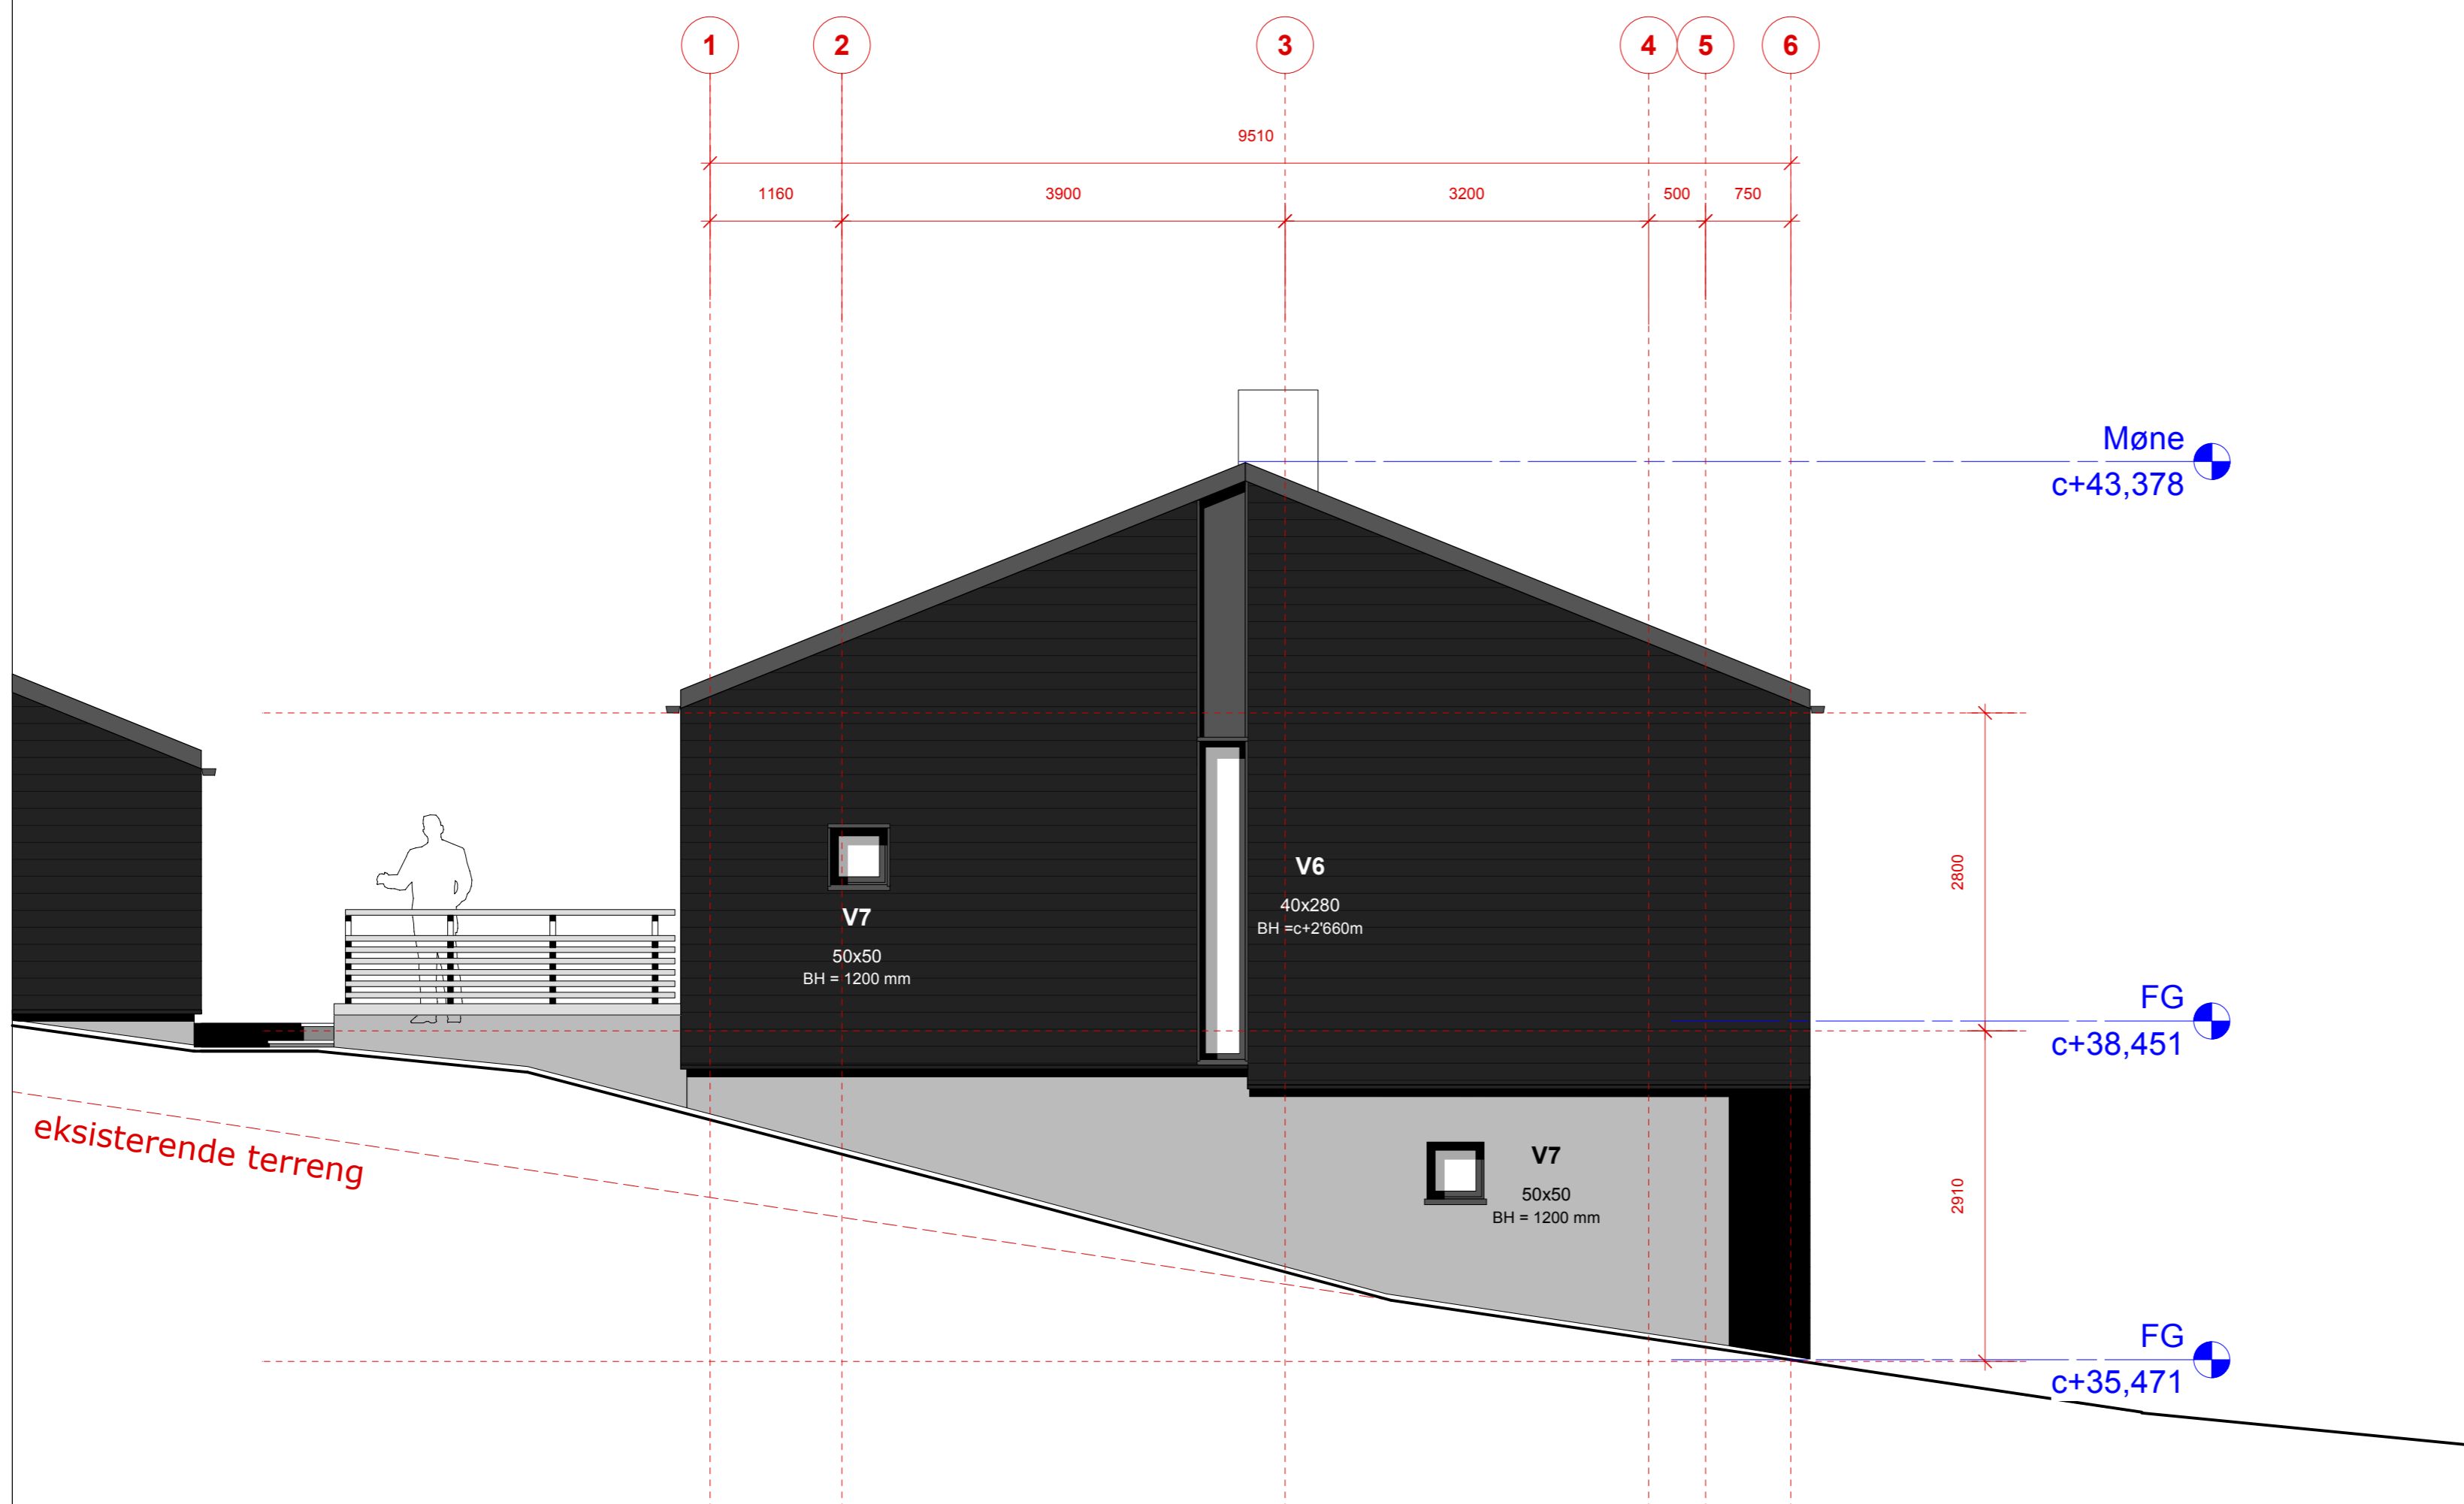 1 2 3 4 5 6
9510
1160 3900 3200 500 750
Møne
c+43,378
V6
40x280
BH =c+2'660m
2800
V7
50x50
BH = 1200 mm
FG
c+38,451
eksisterende terreng
V7
50x50
BH = 1200 mm
2910
FG
c+35,471